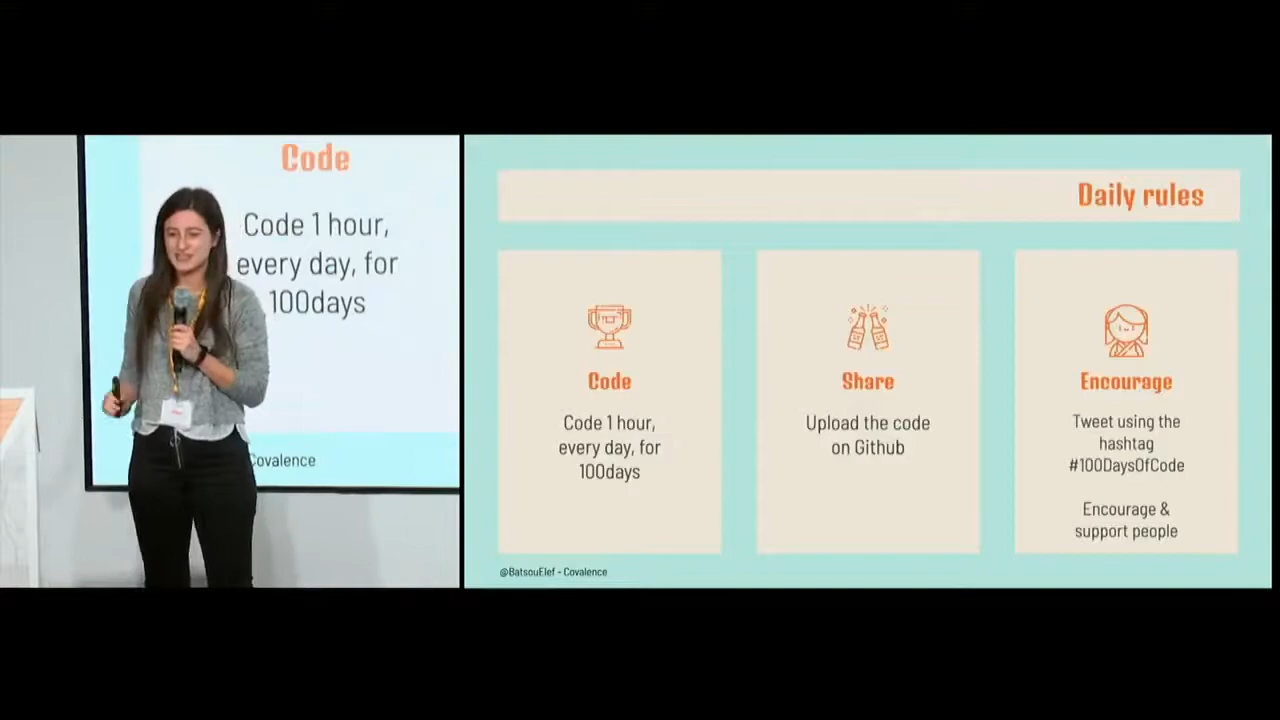 Code
Code 1 hour,
every day, for
100days
Covalence
Daily rules
Code
Code 1 hour,
every day, for
100days
Share
Upload the code
on Github
Encourage
Tweet using the
hashtag
#100DaysOfCode
Encourage &
support people
@BatsouElef - Covalence